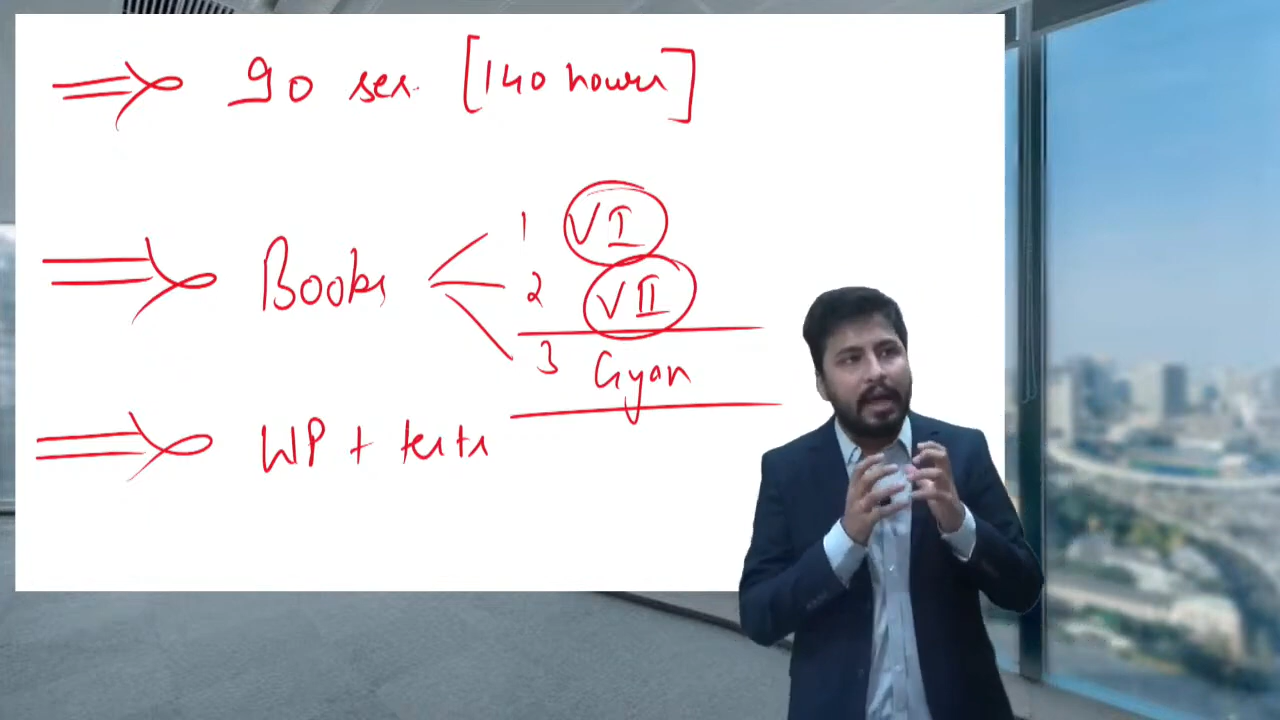 90 ses. [140 hours]
Books
1 VI
2 VII
3 Gyan
WP + tests